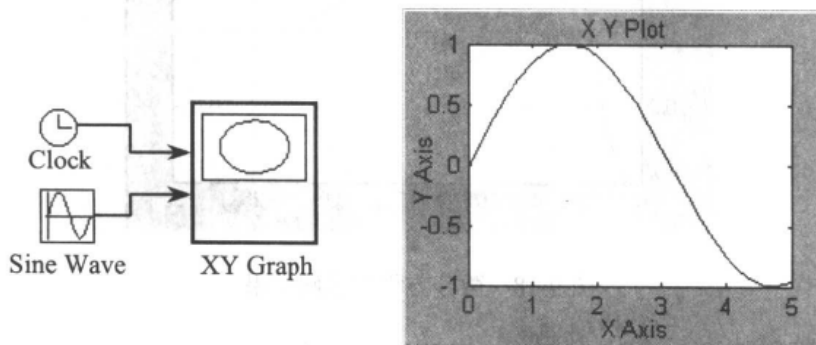 Clock
Sine Wave
XY Graph
X Y Plot
1
0.5
0
-0.5
-1
Y Axis
0 1 2 3 4 5
X Axis